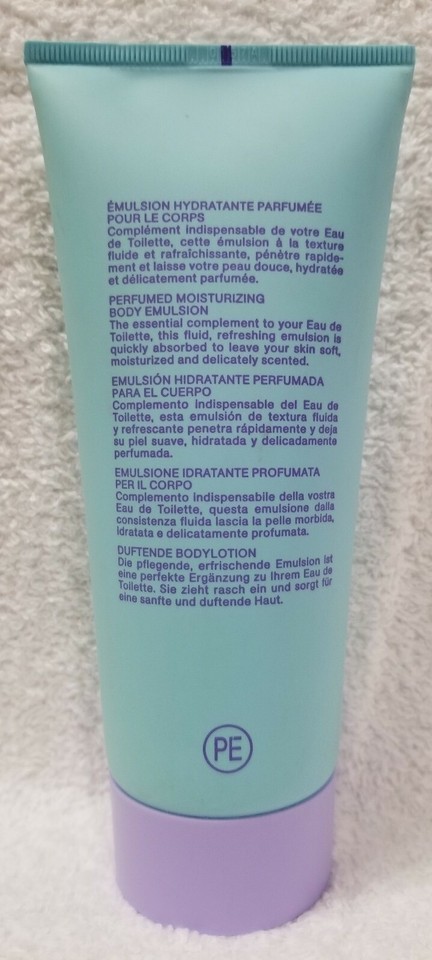 ÉMULSION HYDRATANTE PARFUMÉE
POUR LE CORPS
Complément indispensable de votre Eau
de Toilette, cette émulsion à la texture
fluide et rafraîchissante, pénètre rapide-
ment et laisse votre peau douce, hydratée
et délicatement parfumée.
PERFUMED MOISTURIZING
BODY EMULSION
The essential complement to your Eau de
Toilette, this fluid, refreshing emulsion is
quickly absorbed to leave your skin soft,
moisturized and delicately scented.
EMULSIÓN HIDRATANTE PERFUMADA
PARA EL CUERPO
Complemento indispensable del Eau de
Toilette, esta emulsión de textura fluida
y refrescante penetra rápidamente y deja
su piel suave, hidratada y delicadamente
perfumada.
EMULSIONE IDRATANTE PROFUMATA
PER IL CORPO
Complemento indispensabile della vostra
Eau de Toilette, questa emulsione dalla
consistenza fluida lascia la pelle morbida,
idratata e delicatamente profumata.
DUFTENDE BODYLOTION
Die pflegende, erfrischende Emulsion ist
eine perfekte Ergänzung zu Ihrem Eau de
Toilette. Sie zieht rasch ein und sorgt für
eine sanfte und duftende Haut.
PE